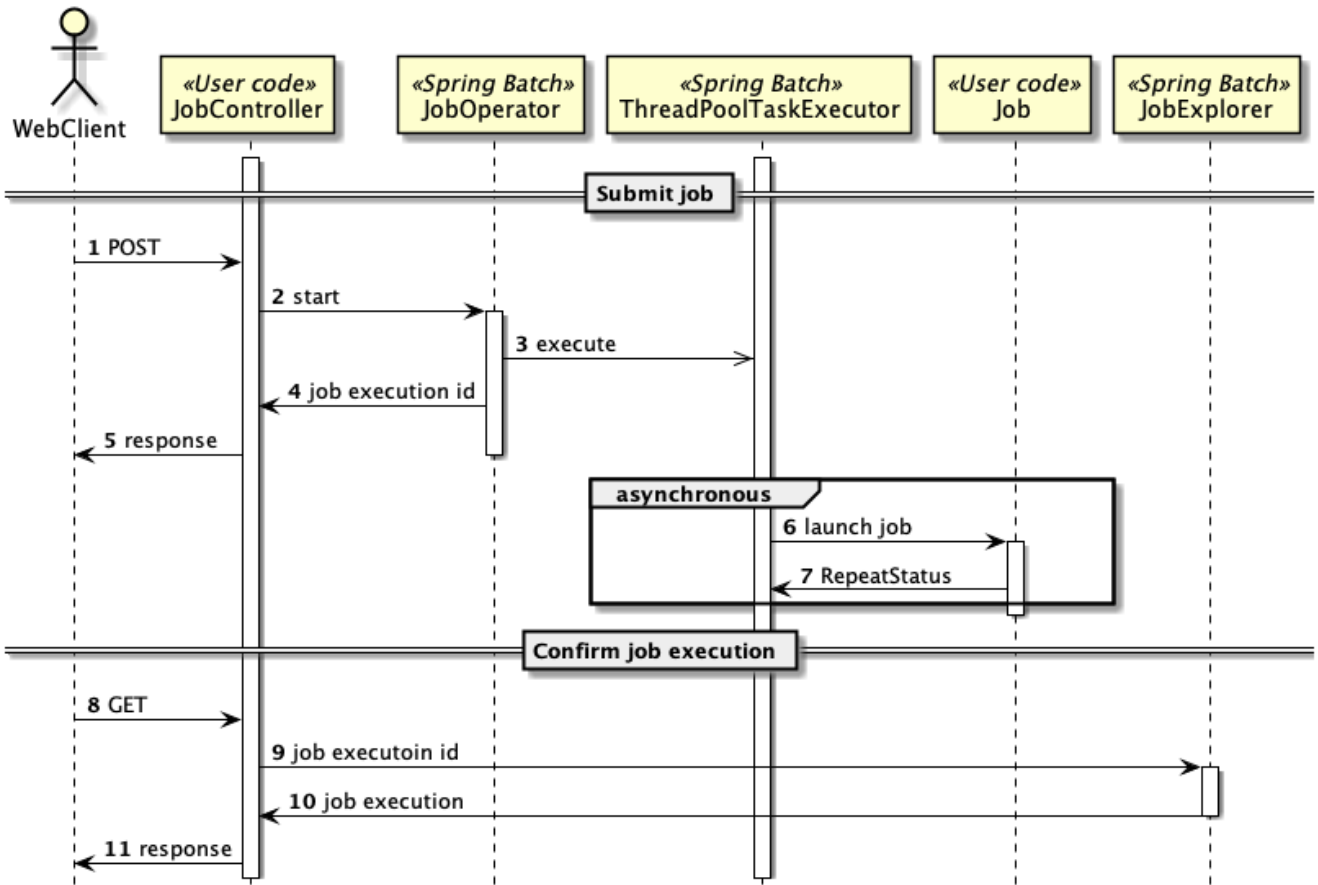 WebClient
«User code»
JobController
«Spring Batch»
JobOperator
«Spring Batch»
ThreadPoolTaskExecutor
«User code»
Job
«Spring Batch»
JobExplorer
Submit job
1 POST
2 start
3 execute
4 job execution id
5 response
asynchronous
6 launch job
7 RepeatStatus
Confirm job execution
8 GET
9 job executoin id
10 job execution
11 response